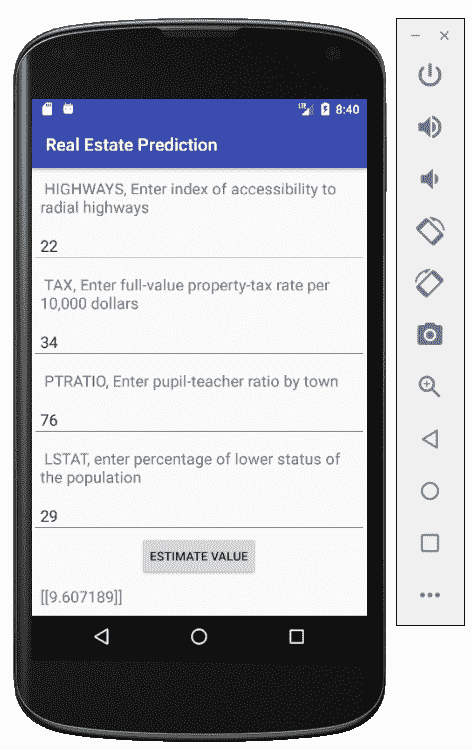 LTE 8:40
Real Estate Prediction
HIGHWAYS, Enter index of accessibility to
radial highways
22
TAX, Enter full-value property-tax rate per
10,000 dollars
34
PTRATIO, Enter pupil-teacher ratio by town
76
LSTAT, enter percentage of lower status of
the population
29
ESTIMATE VALUE
[[9.607189]]